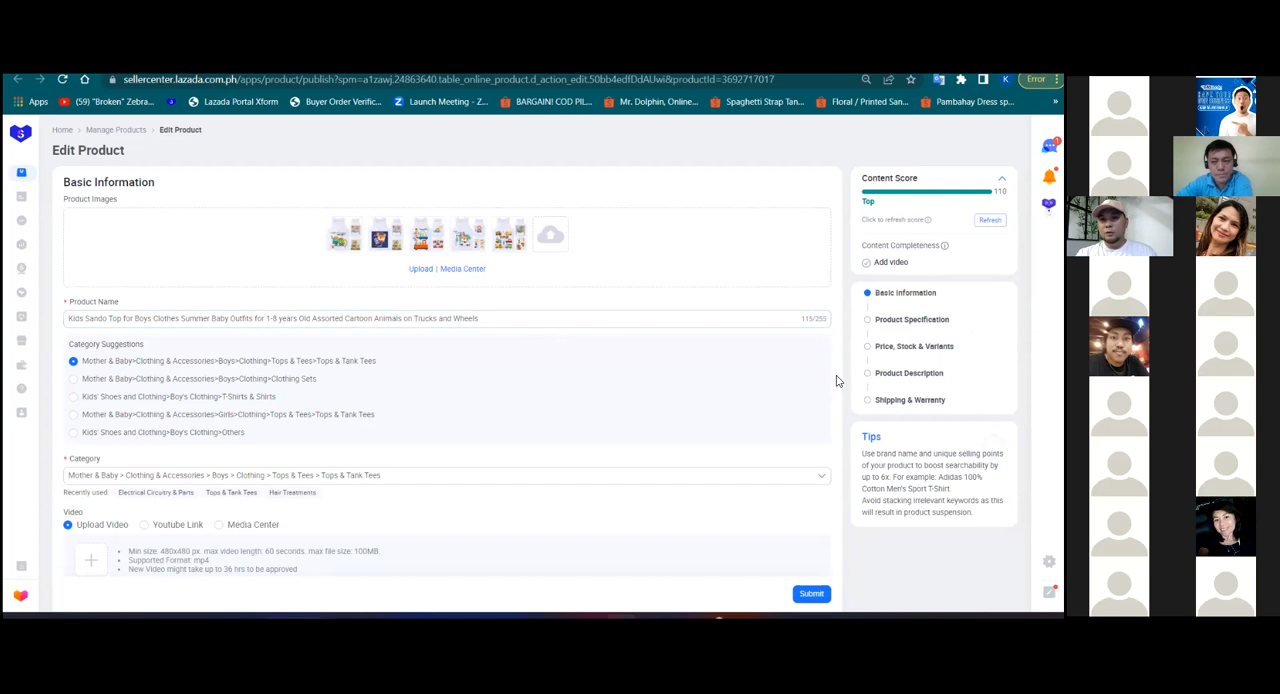 sellercenter.lazada.com.ph/apps/product/publish?spm=a1zawj.24863640.table_online_product.d_action_edit.50bb4edfDdAUwi&productId=3692717017
K
Error
Apps
(59) "Broken" Zebra...
Lazada Portal Xform
Buyer Order Verific...
Launch Meeting - Z...
BARGAIN! COD PIL...
Mr. Dolphin, Online...
Spaghetti Strap Tan...
Floral / Printed San...
Pambahay Dress sp...
»
Home > Manage Products > Edit Product
Edit Product
Basic Information
Product Images
Upload | Media Center
* Product Name
Kids Sando Top for Boys Clothes Summer Baby Outfits for 1-8 years Old Assorted Cartoon Animals on Trucks and Wheels
115/255
Category Suggestions
Mother & Baby>Clothing & Accessories>Boys>Clothing>Tops & Tees>Tops & Tank Tees
Mother & Baby>Clothing & Accessories>Boys>Clothing>Clothing Sets
Kids' Shoes and Clothing>Boy's Clothing>T-Shirts & Shirts
Mother & Baby>Clothing & Accessories>Girls>Clothing>Tops & Tees>Tops & Tank Tees
Kids' Shoes and Clothing>Boy's Clothing>Others
* Category
Mother & Baby > Clothing & Accessories > Boys > Clothing > Tops & Tees > Tops & Tank Tees
Recently used: Electrical Circuitry & Parts Tops & Tank Tees Hair Treatments
Video
Upload Video Youtube Link Media Center
• Min size: 480x480 px. max video length: 60 seconds. max file size: 100MB.
• Supported Format: mp4
• New Video might take up to 36 hrs to be approved
Submit
Content Score
110
Top
Click to refresh score
Refresh
Content Completeness
Add video
Basic Information
Product Specification
Price, Stock & Variants
Product Description
Shipping & Warranty
Tips
Use brand name and unique selling points
of your product to boost searchability by
up to 6x. For example: Adidas 100%
Cotton Men's Sport T-Shirt.
Avoid stacking irrelevant keywords as this
will result in product suspension.
1